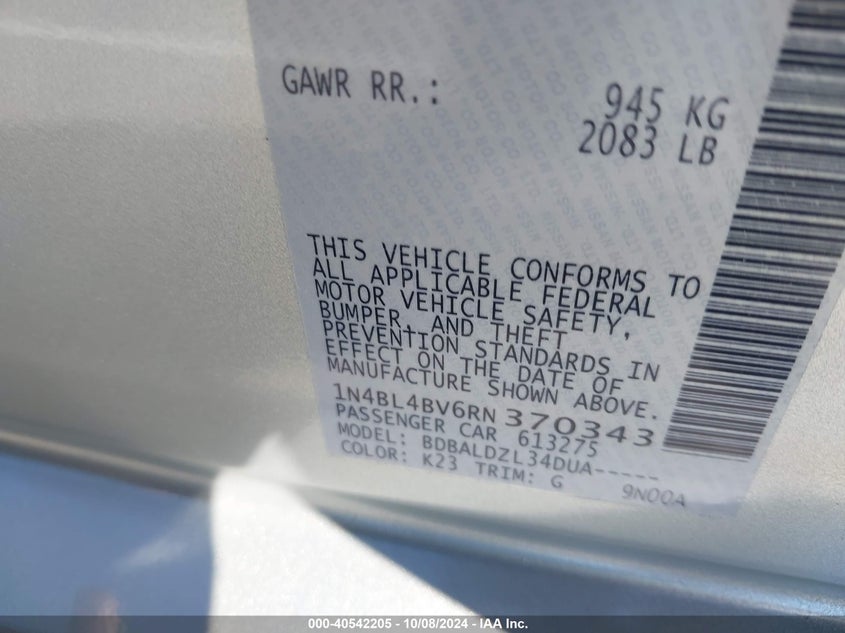 GAWR RR.: 945 KG
2083 LB
THIS VEHICLE CONFORMS TO
ALL APPLICABLE FEDERAL
MOTOR VEHICLE SAFETY,
BUMPER, AND THEFT
PREVENTION STANDARDS IN
EFFECT ON THE DATE OF
MANUFACTURE SHOWN ABOVE.
1N4BL4BV6RN370343
PASSENGER CAR 613275
MODEL: BDBALDZL34DUA-----
COLOR: K23 TRIM: G 9N00A
000-40542205 - 10/08/2024 - IAA Inc.